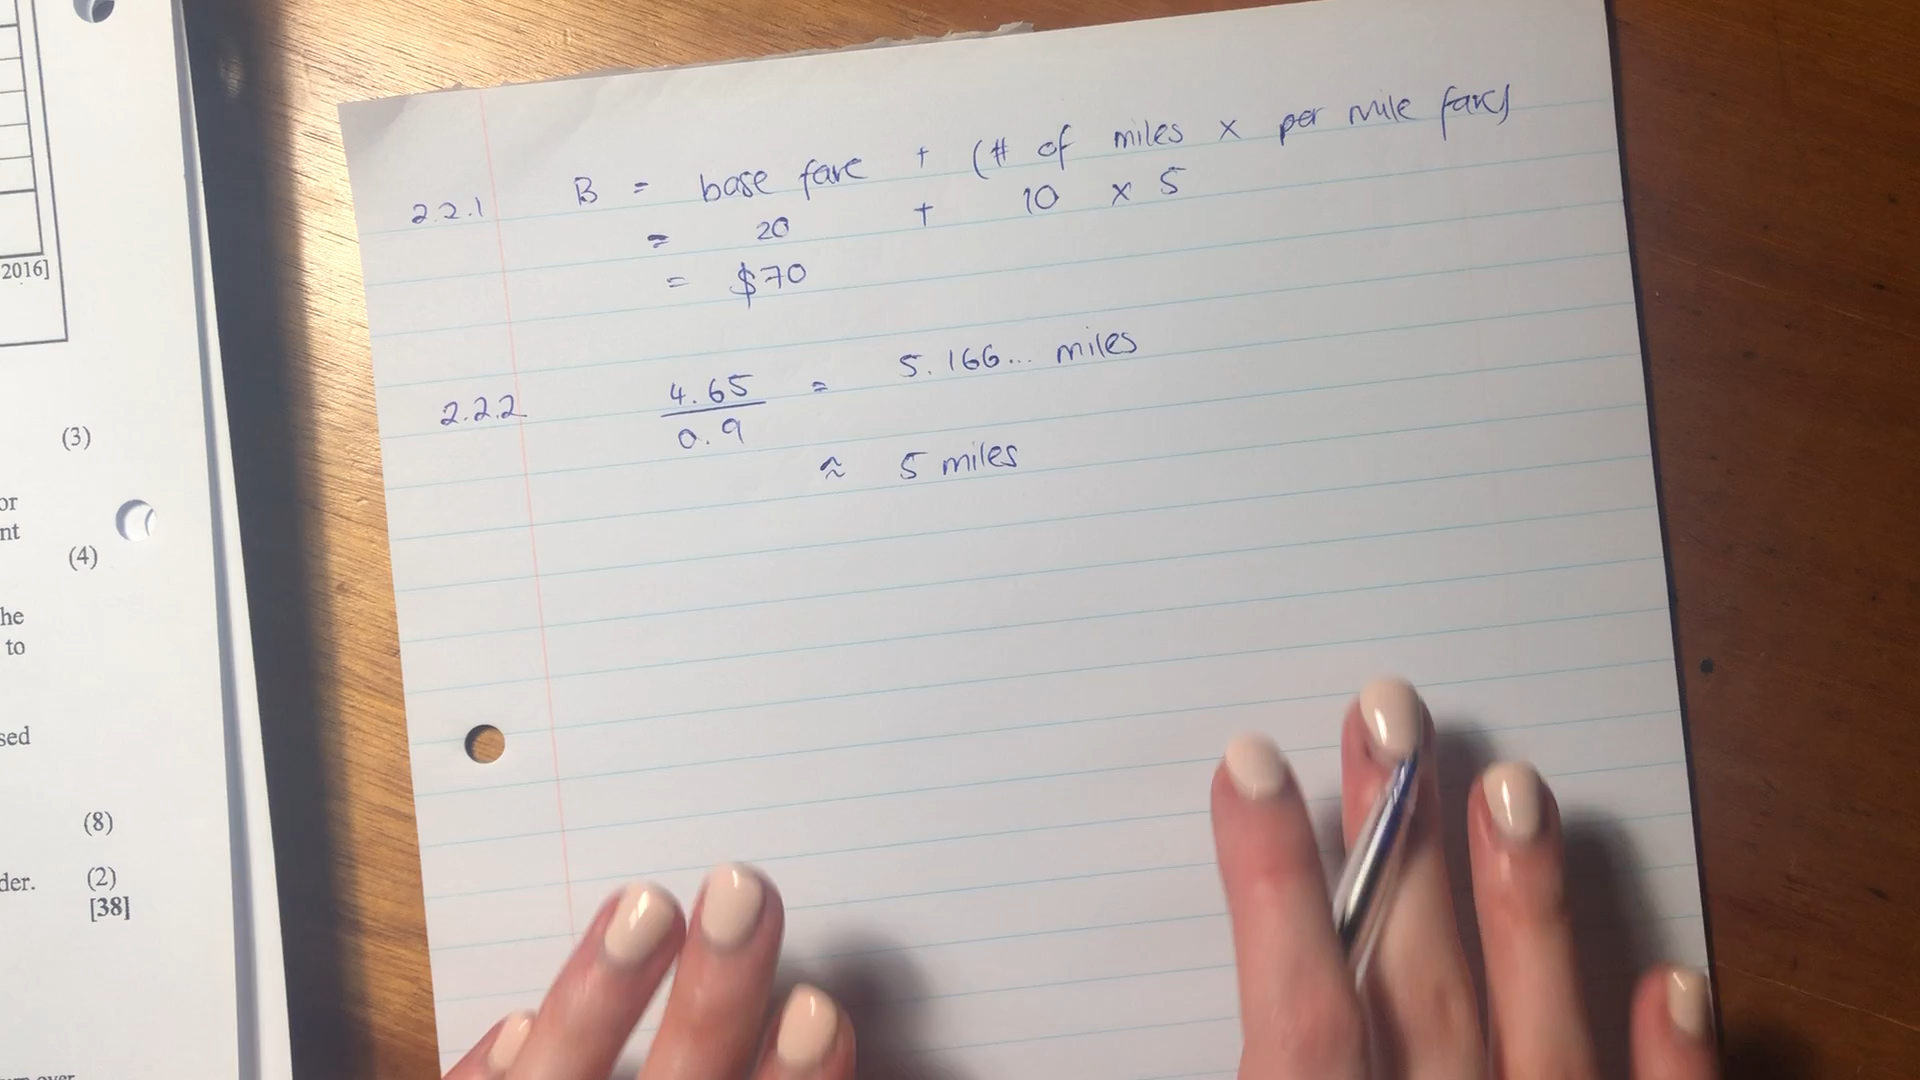 2016]
(3)
or
nt
(4)
he
to
sed
(8)
der. (2)
[38]
2.2.1 B = base fare + (# of miles x per mile fare)
= 20 + 10 x 5
= $70
2.2.2 4.65
0.9
= 5.166... miles
≈ 5 miles